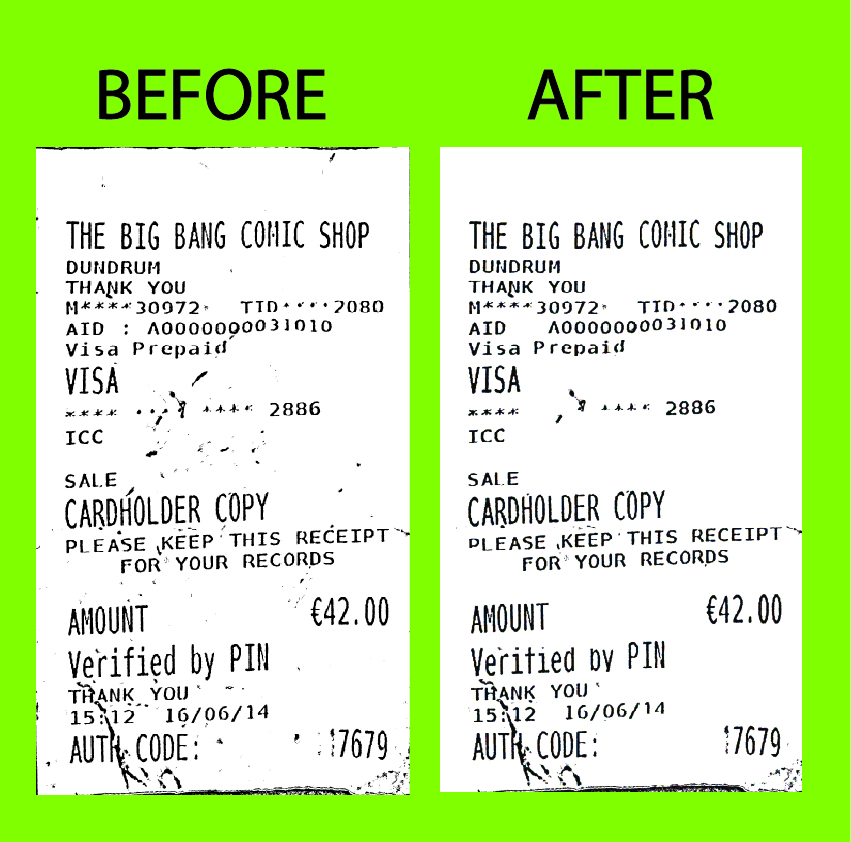 BEFORE
THE BIG BANG COMIC SHOP
DUNDRUM
THANK YOU
M****30972* TID****2080
AID : A0000000031010
Visa Prepaid
VISA
**** **** 2886
ICC
SALE
CARDHOLDER COPY
PLEASE KEEP THIS RECEIPT
FOR YOUR RECORDS
AMOUNT €42.00
Verified by PIN
THANK YOU
15:12 16/06/14
AUTH CODE: 7679
AFTER
THE BIG BANG COMIC SHOP
DUNDRUM
THANK YOU
M****30972* TID****2080
AID A0000000031010
Visa Prepaid
VISA
**** **** 2886
ICC
SALE
CARDHOLDER COPY
PLEASE KEEP THIS RECEIPT
FOR YOUR RECORDS
AMOUNT €42.00
Verified by PIN
THANK YOU
15:12 16/06/14
AUTH CODE: 7679